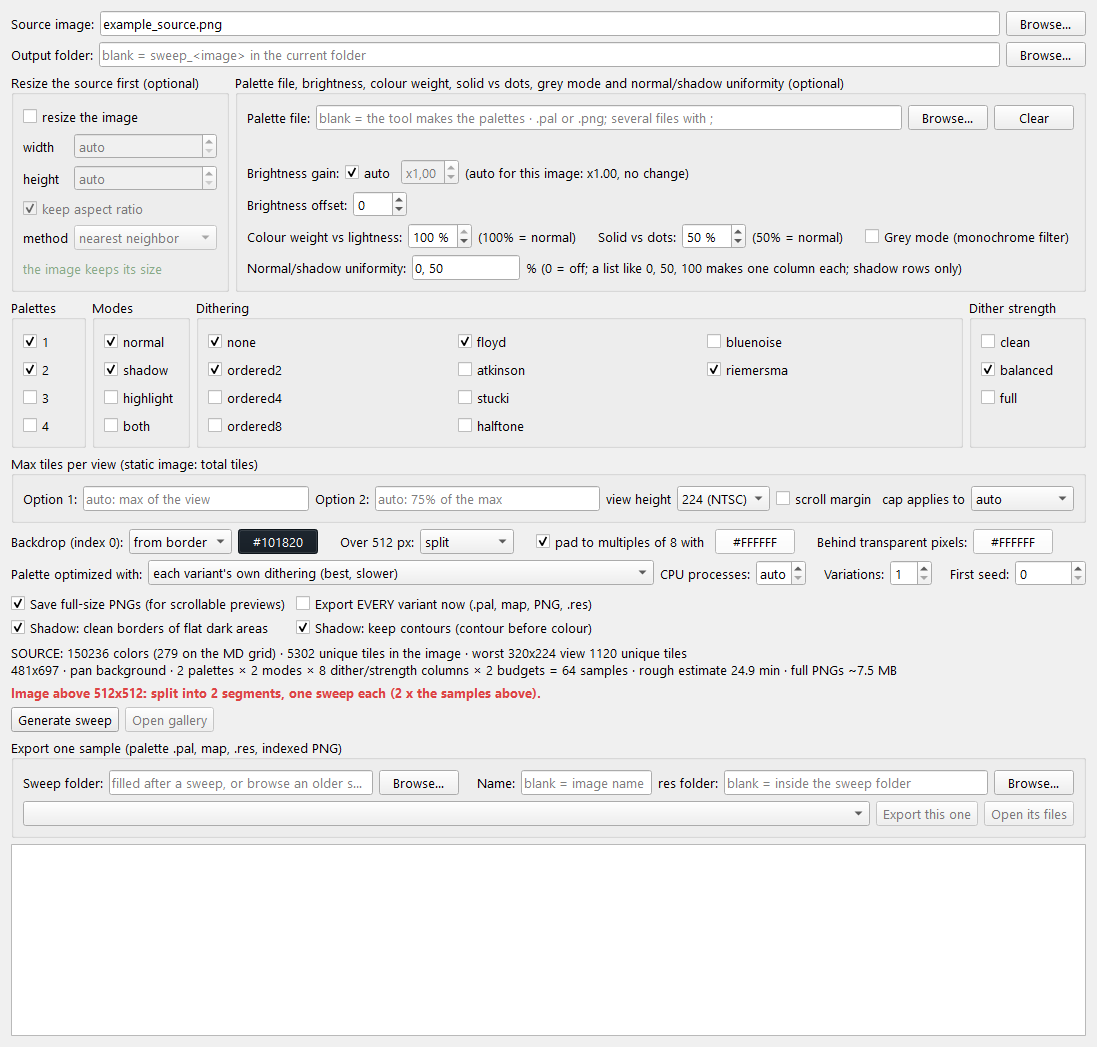 Source image: example_source.png Browse...
Output folder: blank = sweep_<image> in the current folder Browse...
Resize the source first (optional)
resize the image
width auto
height auto
keep aspect ratio
method nearest neighbor
the image keeps its size
Palette file, brightness, colour weight, solid vs dots, grey mode and normal/shadow uniformity (optional)
Palette file: blank = the tool makes the palettes · .pal or .png; several files with ; Browse... Clear
Brightness gain: auto x1,00 (auto for this image: x1.00, no change)
Brightness offset: 0
Colour weight vs lightness: 100 % (100% = normal) Solid vs dots: 50 % (50% = normal) Grey mode (monochrome filter)
Normal/shadow uniformity: 0, 50 % (0 = off; a list like 0, 50, 100 makes one column each; shadow rows only)
Palettes
1
2
3
4
Modes
normal
shadow
highlight
both
Dithering
none floyd bluenoise
ordered2 atkinson riemersma
ordered4 stucki
ordered8 halftone
Dither strength
clean
balanced
full
Max tiles per view (static image: total tiles)
Option 1: auto: max of the view Option 2: auto: 75% of the max view height 224 (NTSC) scroll margin cap applies to auto
Backdrop (index 0): from border #101820 Over 512 px: split pad to multiples of 8 with #FFFFFF Behind transparent pixels: #FFFFFF
Palette optimized with: each variant's own dithering (best, slower) CPU processes: auto Variations: 1 First seed: 0
Save full-size PNGs (for scrollable previews) Export EVERY variant now (.pal, map, PNG, .res)
Shadow: clean borders of flat dark areas Shadow: keep contours (contour before colour)
SOURCE: 150236 colors (279 on the MD grid) · 5302 unique tiles in the image · worst 320x224 view 1120 unique tiles
481x697 · pan background · 2 palettes × 2 modes × 8 dither/strength columns × 2 budgets = 64 samples · rough estimate 24.9 min · full PNGs ~7.5 MB
Image above 512x512: split into 2 segments, one sweep each (2 x the samples above).
Generate sweep Open gallery
Export one sample (palette .pal, map, .res, indexed PNG)
Sweep folder: filled after a sweep, or browse an older s... Browse... Name: blank = image name res folder: blank = inside the sweep folder Browse...
Export this one Open its files